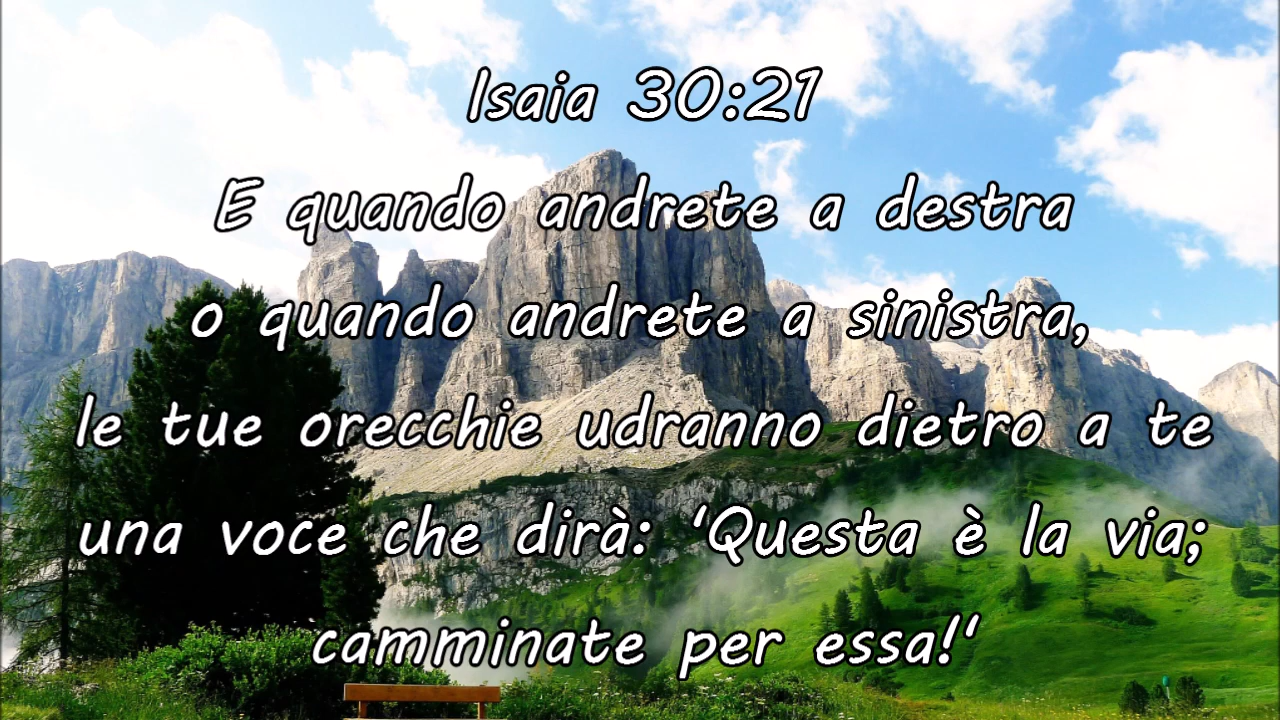 Isaia 30:21
E quando andrete a destra
o quando andrete a sinistra,
le tue orecchie udranno dietro a te
una voce che dirà: ‘Questa è la via;
camminate per essa!‘